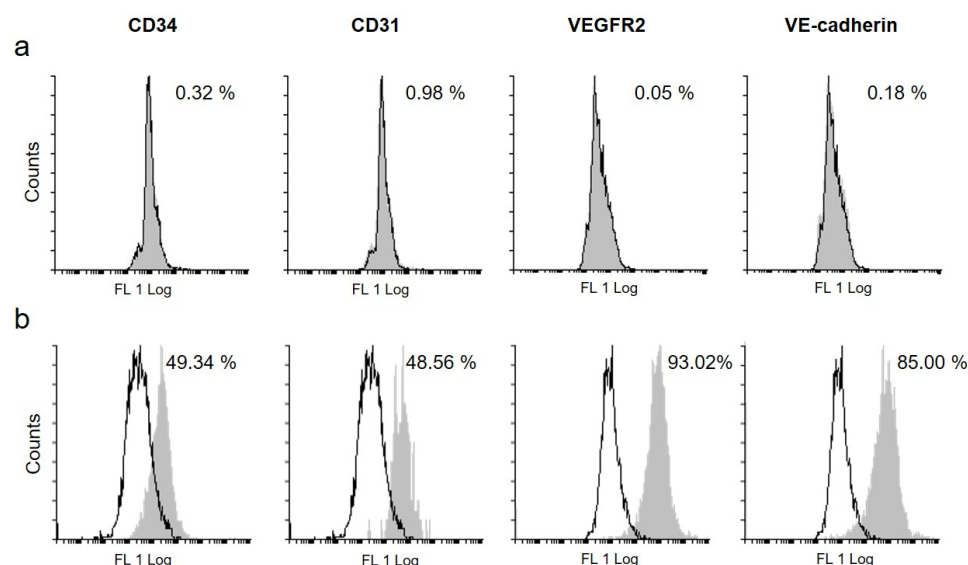 CD34 CD31 VEGFR2 VE-cadherin
a
0.32 % 0.98 % 0.05 % 0.18 %
Counts
FL 1 Log FL 1 Log FL 1 Log FL 1 Log
b
49.34 % 48.56 % 93.02% 85.00 %
Counts
FL 1 Log FL 1 Log FL 1 Log FL 1 Log